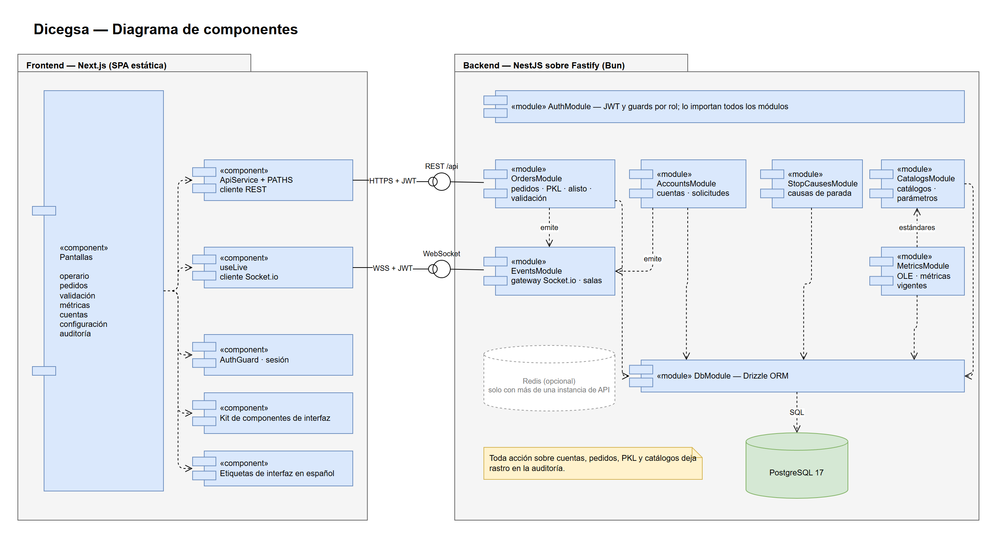 Dicegsa — Diagrama de componentes
Frontend — Next.js (SPA estática)
«component»
Pantallas
operario
pedidos
validación
métricas
cuentas
configuración
auditoría
«component»
ApiService + PATHS
cliente REST
«component»
useLive
cliente Socket.io
«component»
AuthGuard · sesión
«component»
Kit de componentes de interfaz
«component»
Etiquetas de interfaz en español
HTTPS + JWT
REST /api
WSS + JWT
WebSocket
Backend — NestJS sobre Fastify (Bun)
«module» AuthModule — JWT y guards por rol; lo importan todos los módulos
«module»
OrdersModule
pedidos · PKL · alisto ·
validación
«module»
AccountsModule
cuentas · solicitudes
«module»
StopCausesModule
causas de parada
«module»
CatalogsModule
catálogos ·
parámetros
emite
emite
estándares
«module»
EventsModule
gateway Socket.io · salas
«module»
MetricsModule
OLE · métricas
vigentes
Redis (opcional)
solo con más de una instancia de API
«module» DbModule — Drizzle ORM
SQL
Toda acción sobre cuentas, pedidos, PKL y catálogos deja
rastro en la auditoría.
PostgreSQL 17